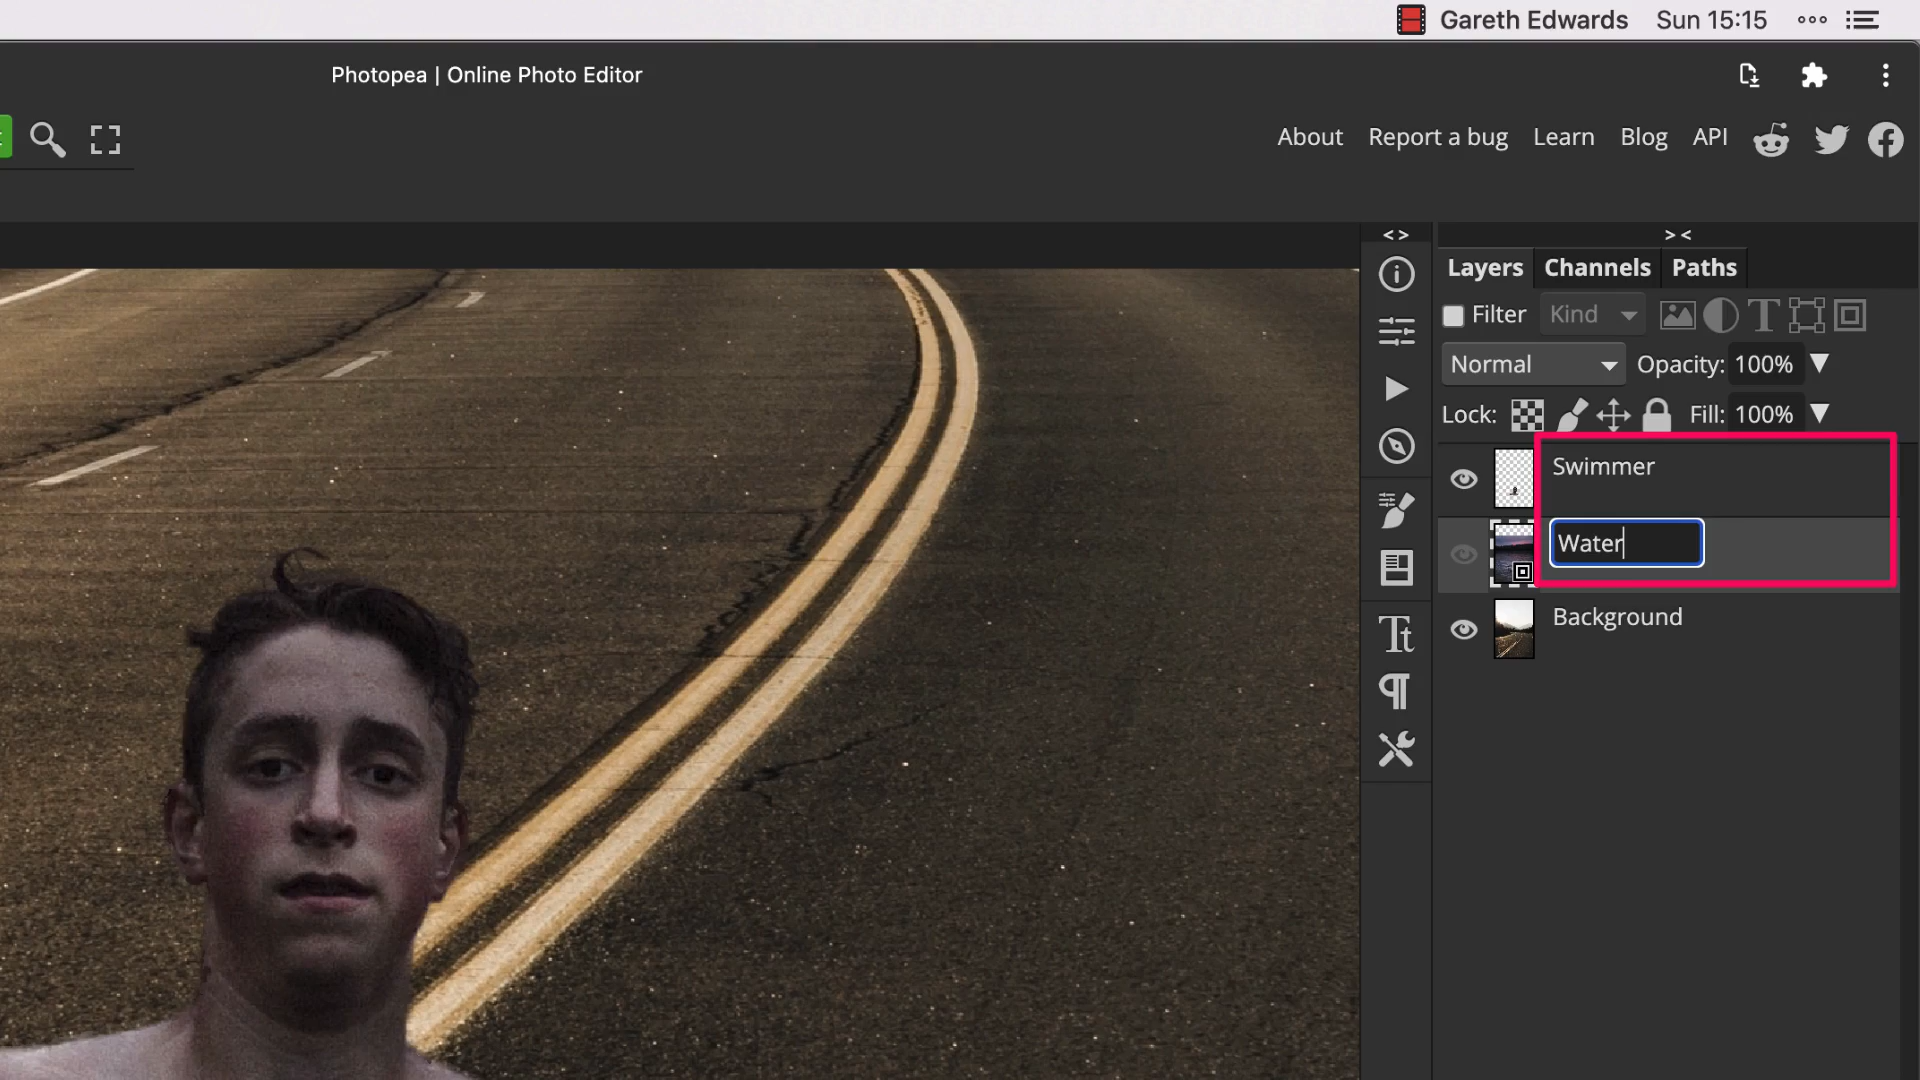 Gareth Edwards Sun 15:15
Photopea | Online Photo Editor
About Report a bug Learn Blog API
< >
> <
Layers Channels Paths
Filter Kind
Normal Opacity: 100%
Lock: Fill: 100%
Swimmer
Water
Background